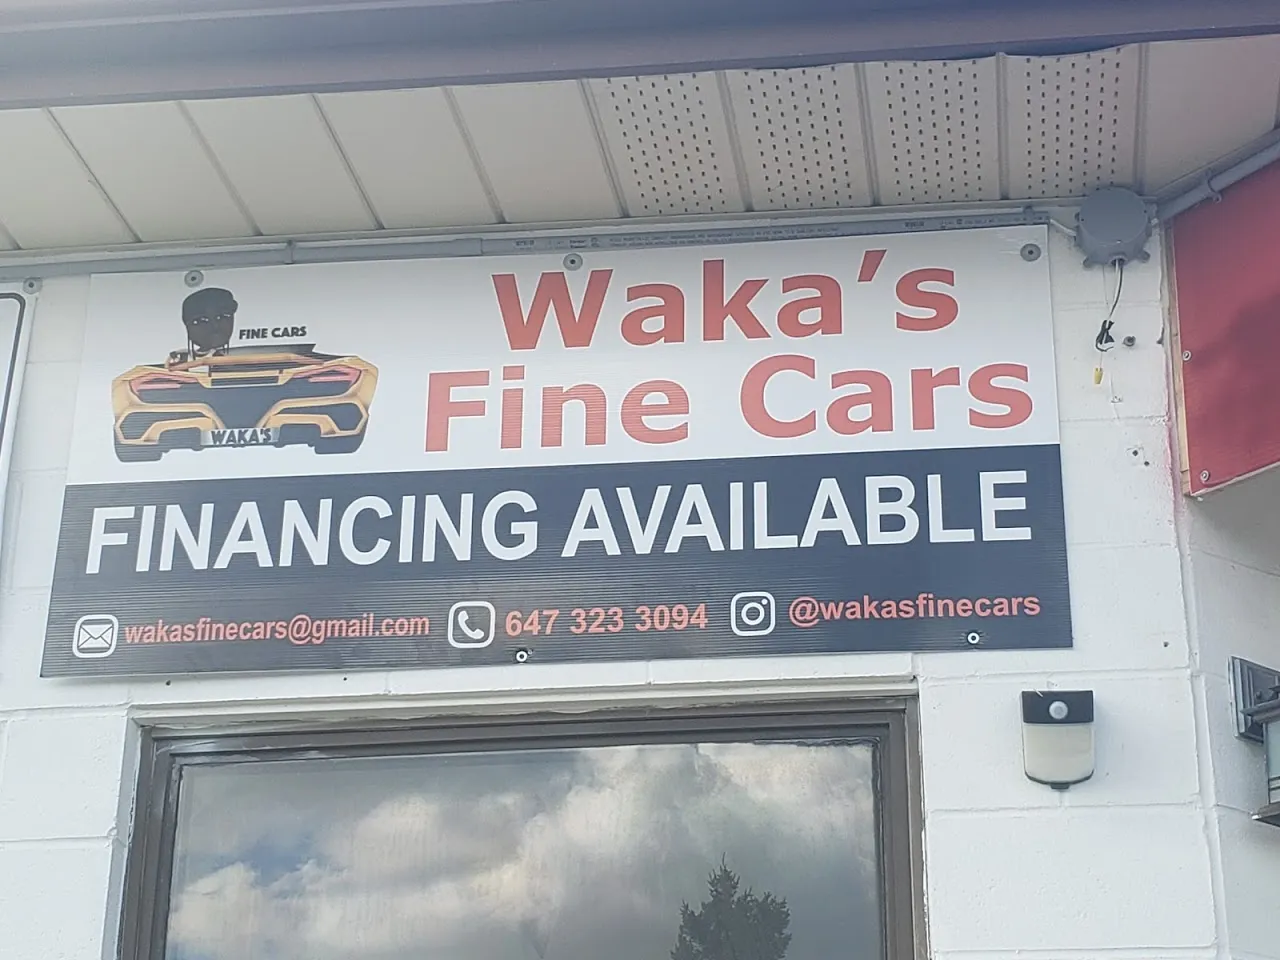 FINE CARS
WAKA'S
Waka's
Fine Cars
FINANCING AVAILABLE
wakasfinecars@gmail.com 647 323 3094 @wakasfinecars